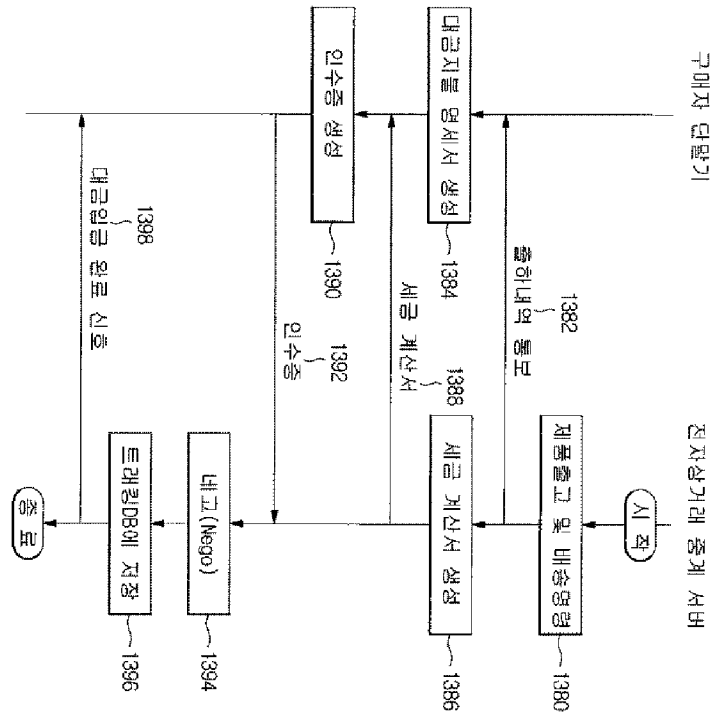 구매자 단말기
전자상거래 중계 서버
시작
제품출고 및 배송명령
1380
1382
출하내역 통보
대금지불 명세서 생성
1384
세금 계산서 생성
1386
1388
세금 계산서
인수증 생성
1390
1392
인수증
네고(Nego)
1394
트래킹DB에 저장
1396
1398
대금입금 완료 신호
종료